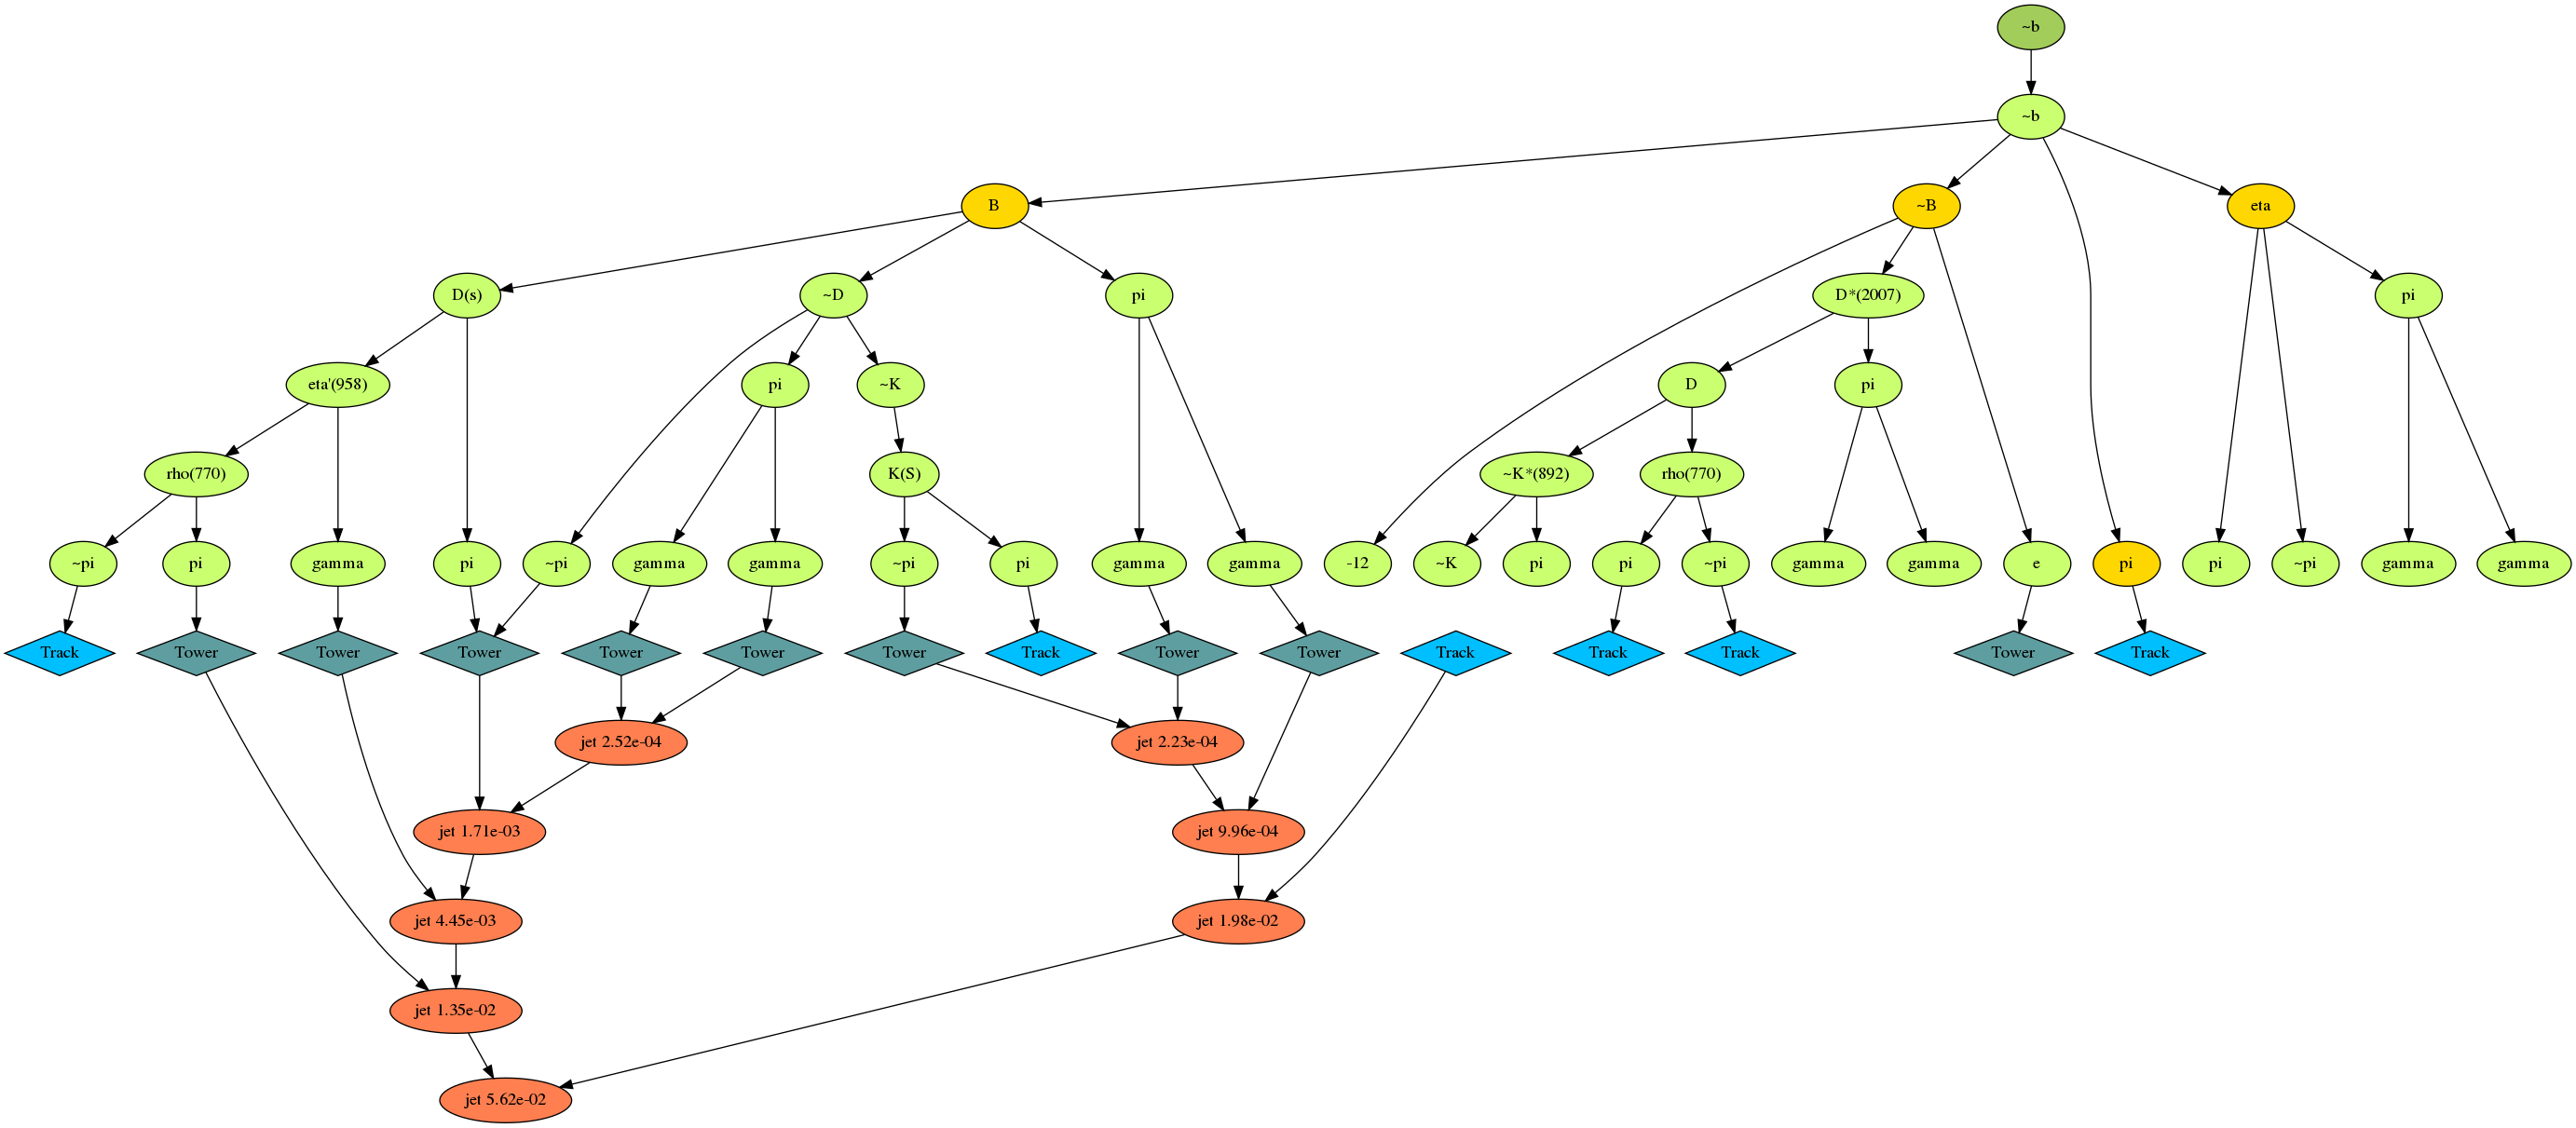 ~b
~b
B
~B
eta
D(s)
~D
pi
D*(2007)
pi
eta'(958)
pi
~K
D
pi
rho(770)
K(S)
~K*(892)
rho(770)
~pi
pi
gamma
pi
~pi
gamma
gamma
~pi
pi
gamma
gamma
-12
~K
pi
pi
~pi
gamma
gamma
e
pi
pi
~pi
gamma
gamma
Track
Tower
Tower
Tower
Tower
Tower
Tower
Track
Tower
Tower
Track
Track
Track
Tower
Track
jet 2.52e-04
jet 2.23e-04
jet 1.71e-03
jet 9.96e-04
jet 4.45e-03
jet 1.98e-02
jet 1.35e-02
jet 5.62e-02